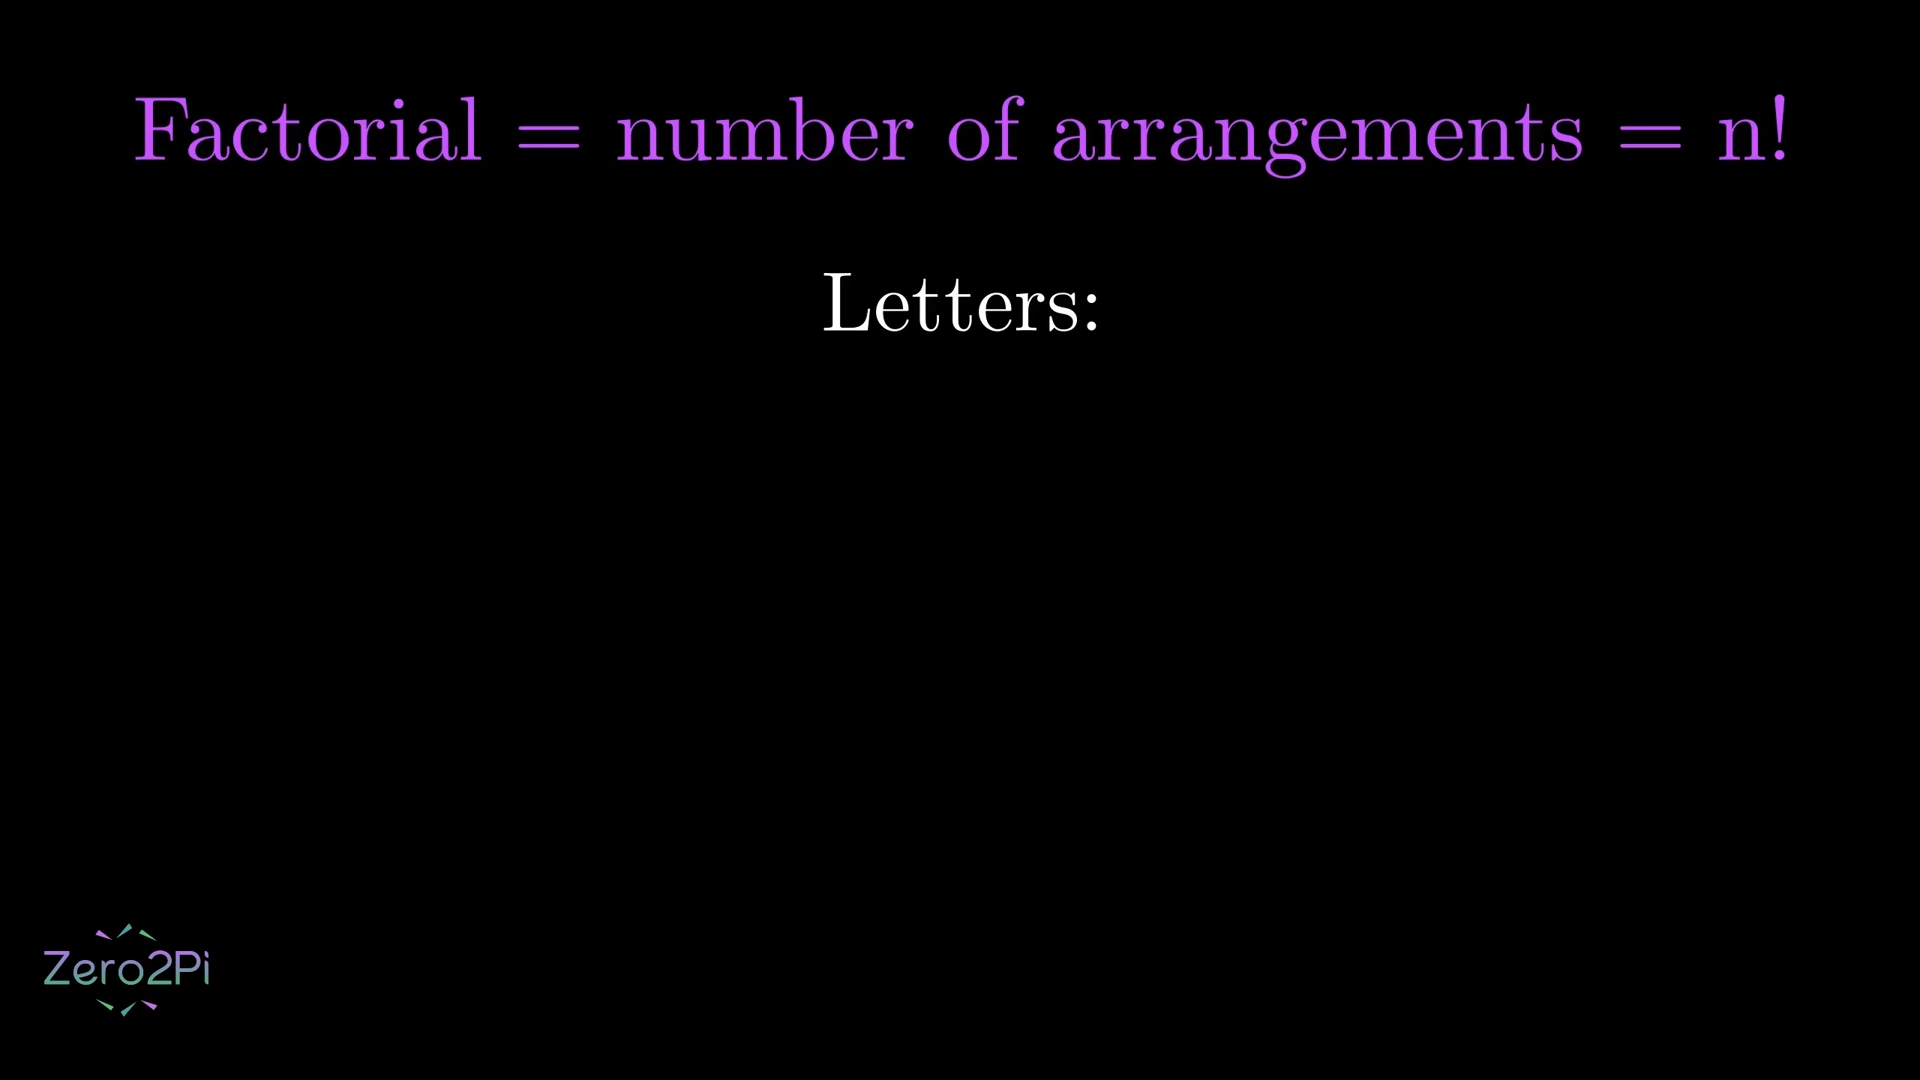 Factorial = number of arrangements = n!
Letters:
Zero2Pi